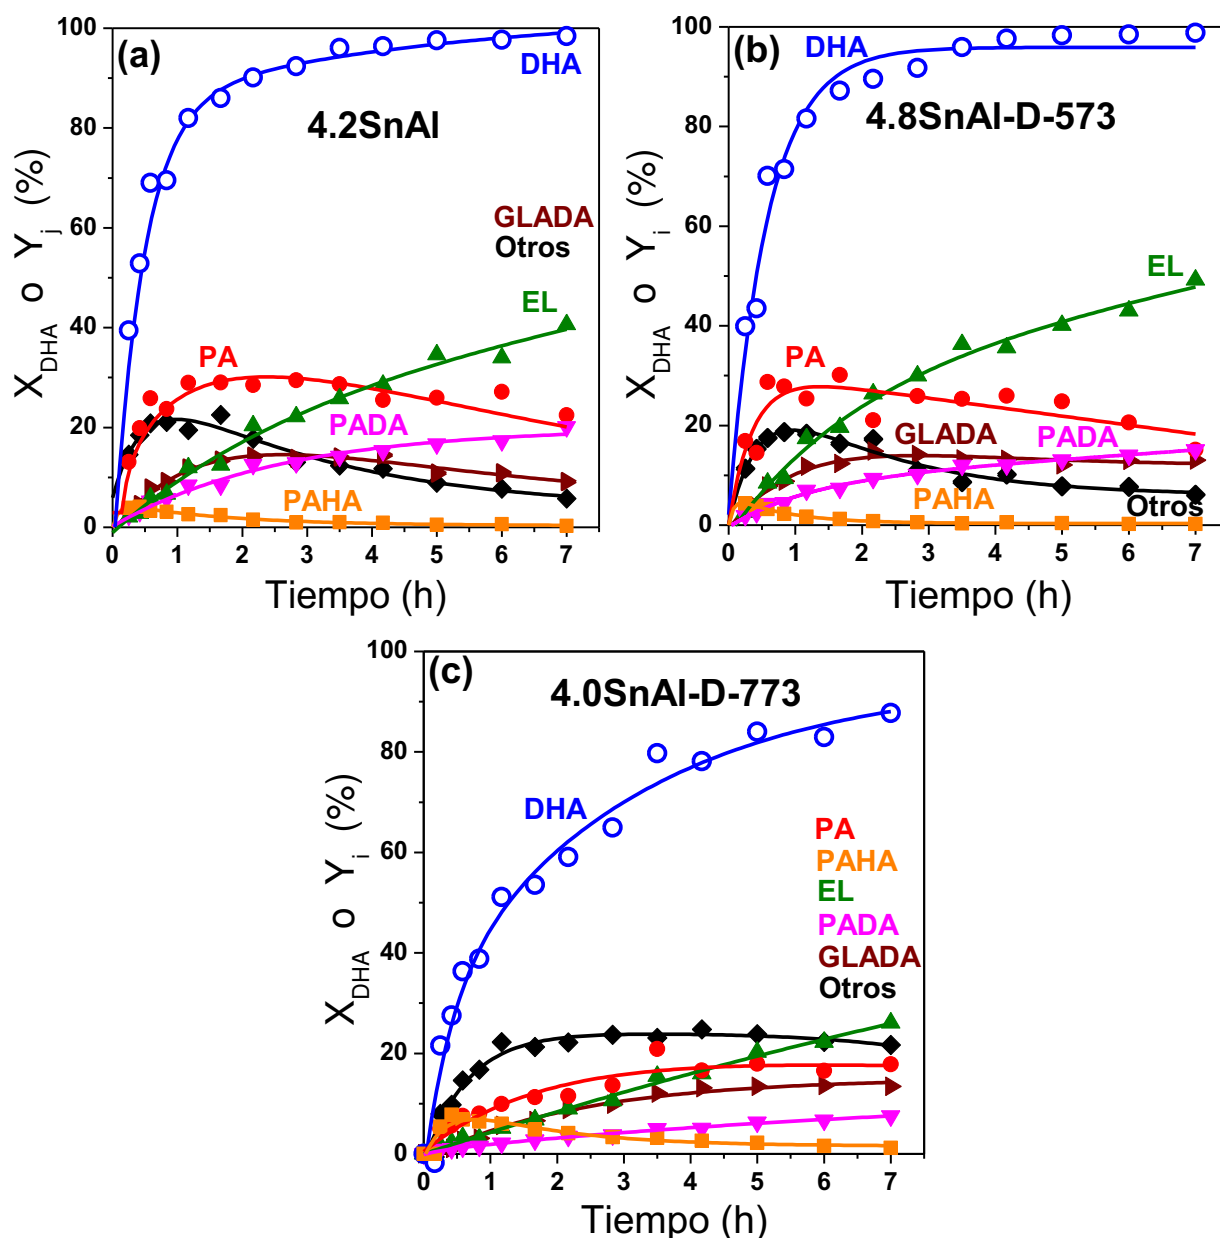 (a)
4.2SnAl
DHA
GLADA
Otros
EL
PA
PADA
PAHA
X_DHA o Y_j (%)
100
80
60
40
20
0
0 1 2 3 4 5 6 7
Tiempo (h)
(b)
DHA
4.8SnAl-D-573
EL
PA
GLADA
PADA
PAHA
Otros
X_DHA o Y_i (%)
100
80
60
40
20
0
0 1 2 3 4 5 6 7
Tiempo (h)
(c)
4.0SnAl-D-773
DHA
PA
PAHA
EL
PADA
GLADA
Otros
X_DHA o Y_i (%)
100
80
60
40
20
0
0 1 2 3 4 5 6 7
Tiempo (h)